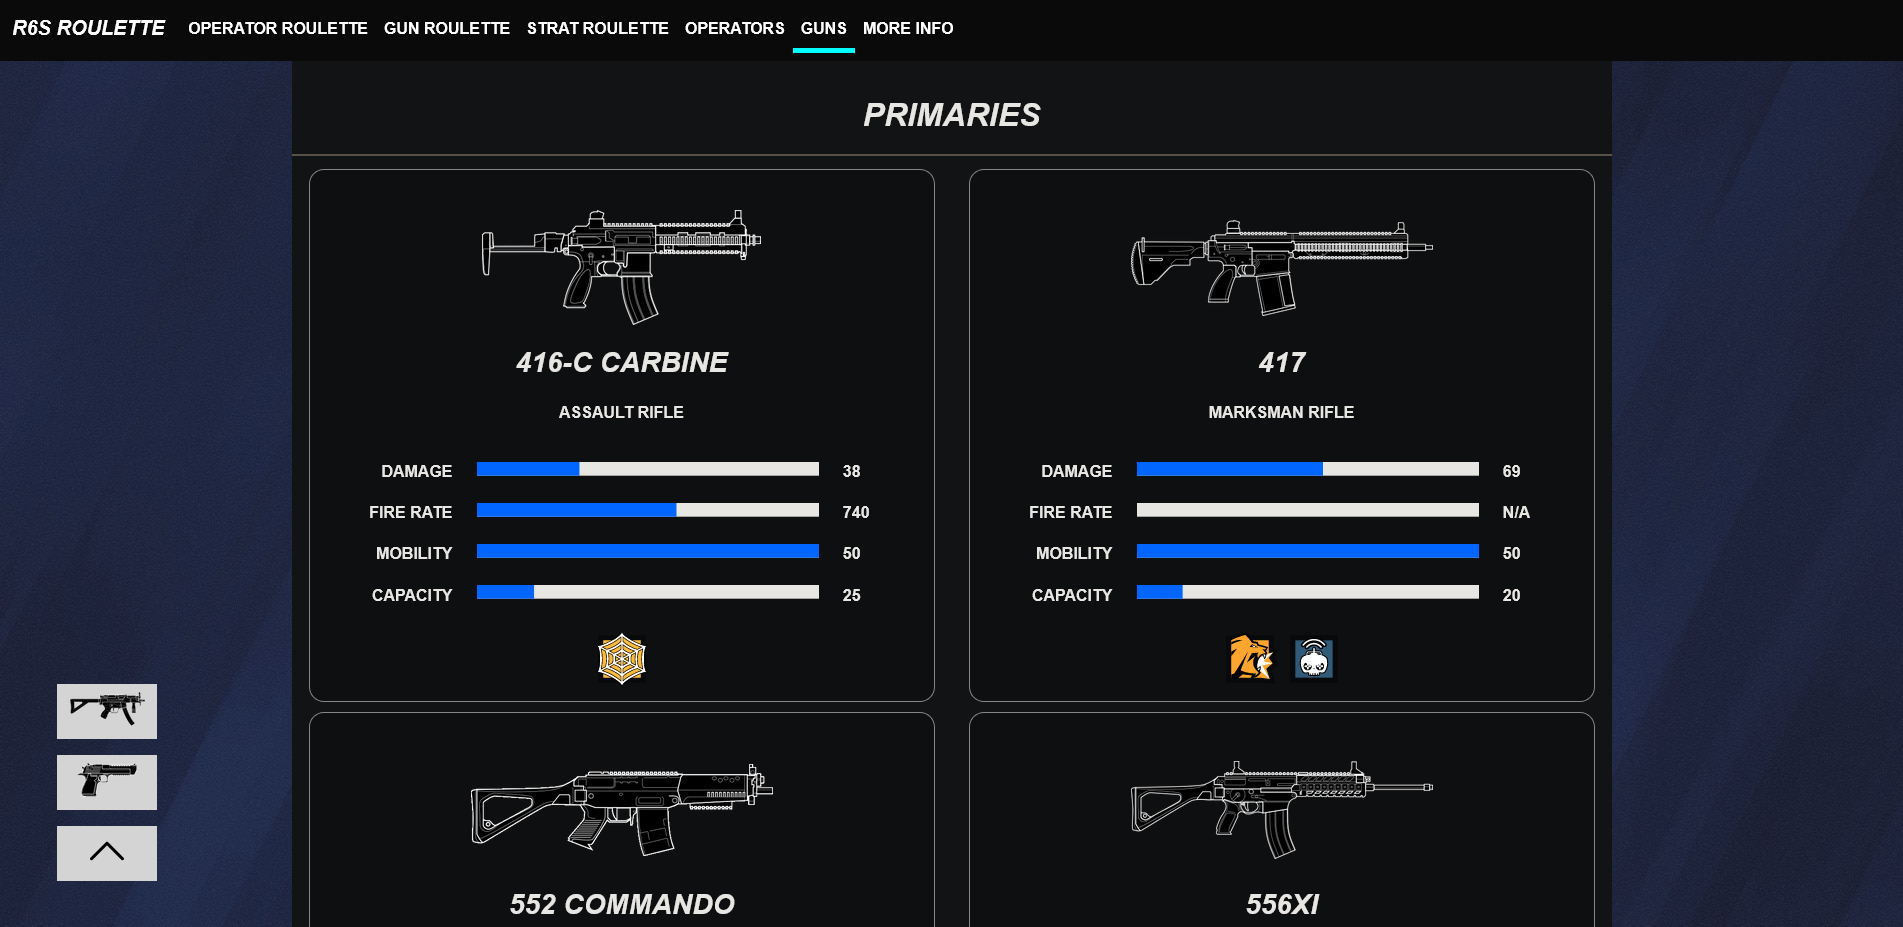 R6S ROULETTE OPERATOR ROULETTE GUN ROULETTE STRAT ROULETTE OPERATORS GUNS MORE INFO
PRIMARIES
416-C CARBINE
ASSAULT RIFLE
DAMAGE 38
FIRE RATE 740
MOBILITY 50
CAPACITY 25
417
MARKSMAN RIFLE
DAMAGE 69
FIRE RATE N/A
MOBILITY 50
CAPACITY 20
552 COMMANDO
556XI